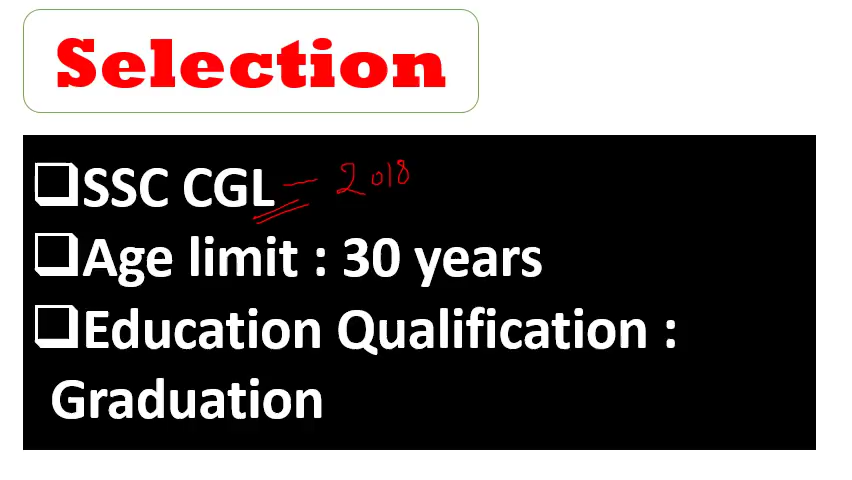 Selection
❑SSC CGL – 2018
❑Age limit : 30 years
❑Education Qualification :
Graduation